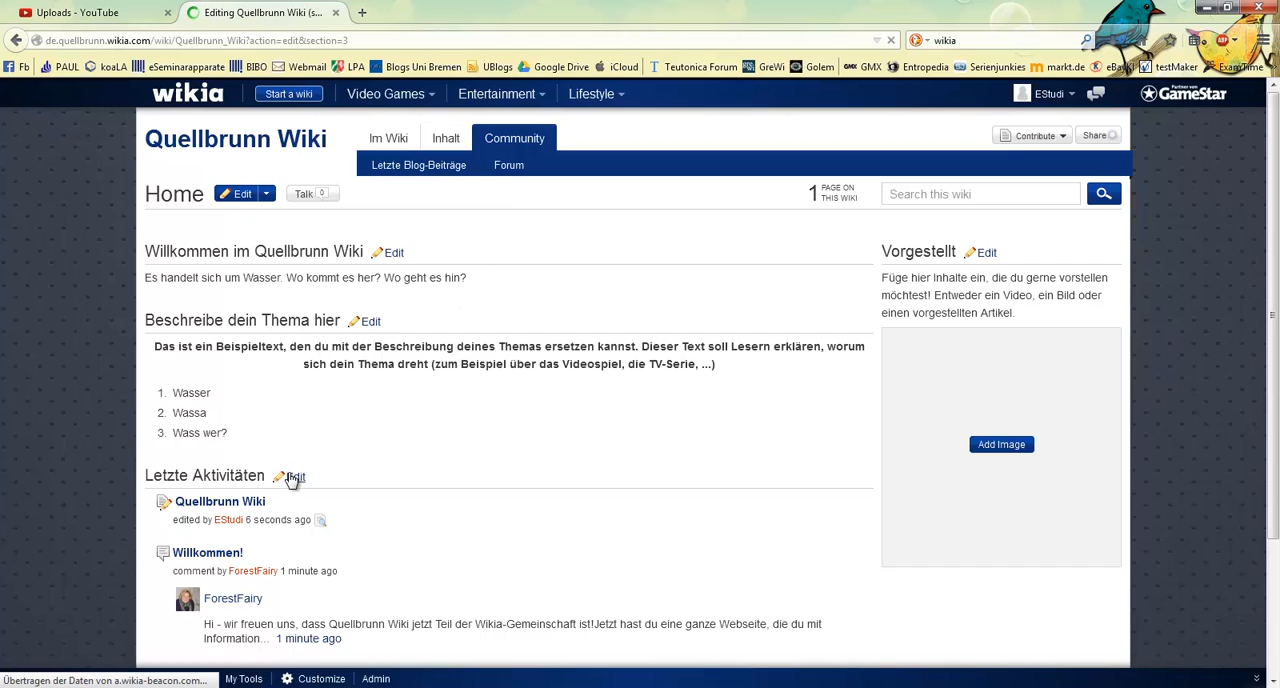 Uploads - YouTube
Editing Quellbrunn Wiki (s...
de.quellbrunn.wikia.com/wiki/Quellbrunn_Wiki?action=edit&section=3
wikia
Fb PAUL koaLA eSeminarapparate BIBO Webmail LPA Blogs Uni Bremen UBlogs Google Drive iCloud Teutonica Forum GreWi Golem GMX Entropedia Serienjunkies markt.de eBayKl testMaker ExamTime
wikia Start a wiki Video Games Entertainment Lifestyle EStudi Partner von GameStar
Quellbrunn Wiki Im Wiki Inhalt Community Contribute Share
Letzte Blog-Beiträge Forum
Home Edit Talk 0 1 PAGE ON THIS WIKI Search this wiki
Willkommen im Quellbrunn Wiki Edit
Es handelt sich um Wasser. Wo kommt es her? Wo geht es hin?
Beschreibe dein Thema hier Edit
Das ist ein Beispieltext, den du mit der Beschreibung deines Themas ersetzen kannst. Dieser Text soll Lesern erklären, worum
sich dein Thema dreht (zum Beispiel über das Videospiel, die TV-Serie, ...)
1. Wasser
2. Wassa
3. Wass wer?
Letzte Aktivitäten Edit
Quellbrunn Wiki
edited by EStudi 6 seconds ago
Willkommen!
comment by ForestFairy 1 minute ago
ForestFairy
Hi - wir freuen uns, dass Quellbrunn Wiki jetzt Teil der Wikia-Gemeinschaft ist!Jetzt hast du eine ganze Webseite, die du mit
Information... 1 minute ago
Vorgestellt Edit
Füge hier Inhalte ein, die du gerne vorstellen
möchtest! Entweder ein Video, ein Bild oder
einen vorgestellten Artikel.
Add Image
Übertragen der Daten von a.wikia-beacon.com...
My Tools Customize Admin